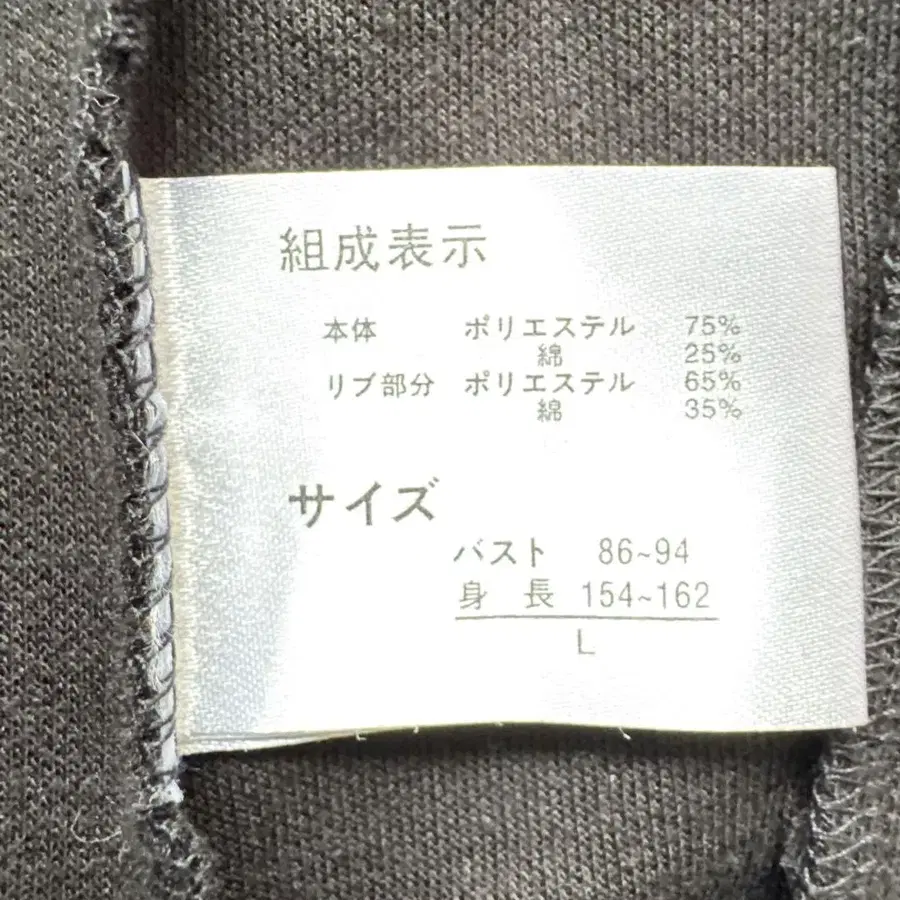 組成表示
本体 ポリエステル 75%
綿 25%
リブ部分 ポリエステル 65%
綿 35%
サイズ
バスト 86~94
身長 154~162
L